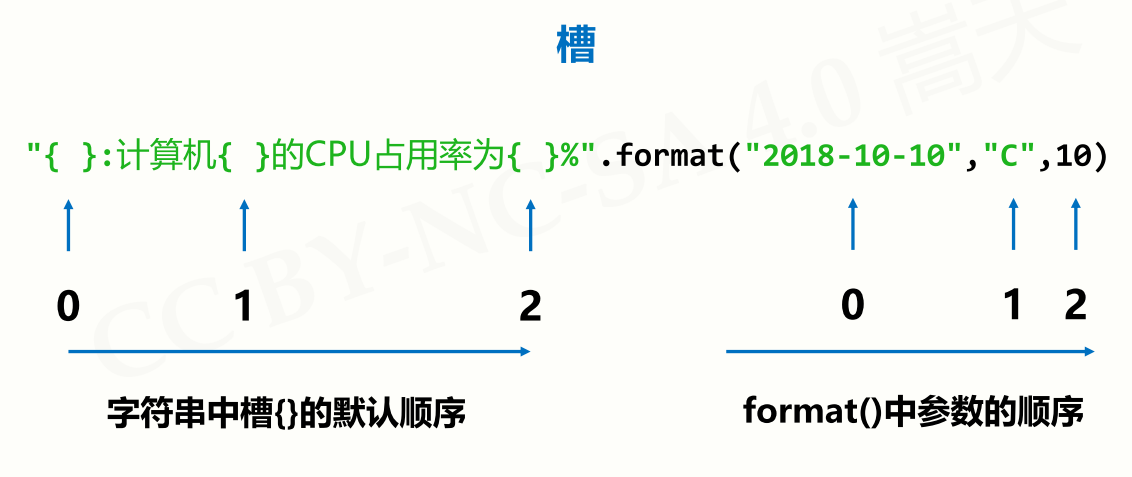 槽
"{ }:计算机{ }的CPU占用率为{ }%".format("2018-10-10","C",10)
0 1 2 0 1 2
字符串中槽{}的默认顺序 format()中参数的顺序
CC BY-NC-SA 4.0 嵩天